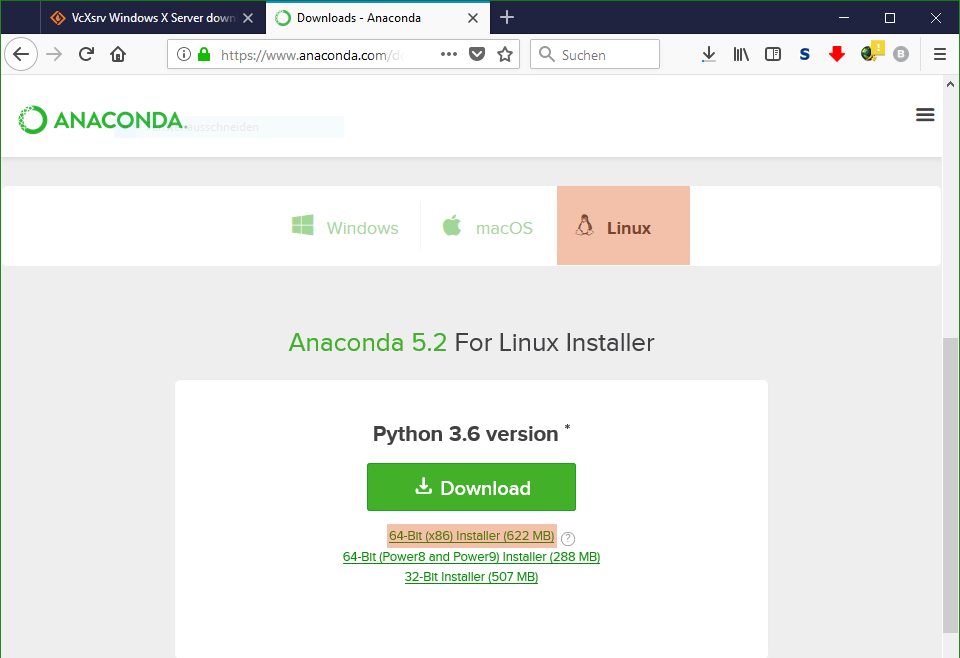 VcXsrv Windows X Server down
Downloads - Anaconda
https://www.anaconda.com/d
Suchen
S
B
ANACONDA.
ausschneiden
Windows
macOS
Linux
Anaconda 5.2 For Linux Installer
Python 3.6 version *
Download
64-Bit (x86) Installer (622 MB) ?
64-Bit (Power8 and Power9) Installer (288 MB)
32-Bit Installer (507 MB)